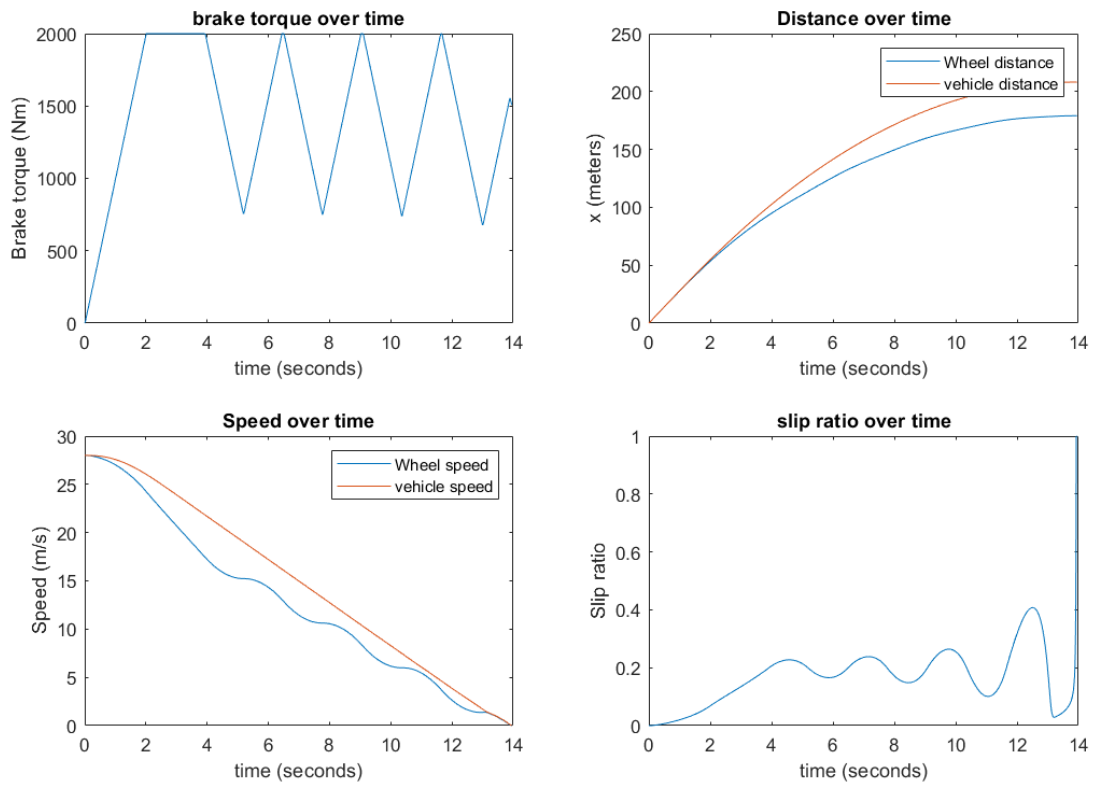 brake torque over time
Brake torque (Nm)
2000
1500
1000
500
0
0 2 4 6 8 10 12 14
time (seconds)
Distance over time
x (meters)
250
200
150
100
50
0
Wheel distance
vehicle distance
0 2 4 6 8 10 12 14
time (seconds)
Speed over time
Speed (m/s)
30
25
20
15
10
5
0
Wheel speed
vehicle speed
0 2 4 6 8 10 12 14
time (seconds)
slip ratio over time
Slip ratio
1
0.8
0.6
0.4
0.2
0
0 2 4 6 8 10 12 14
time (seconds)